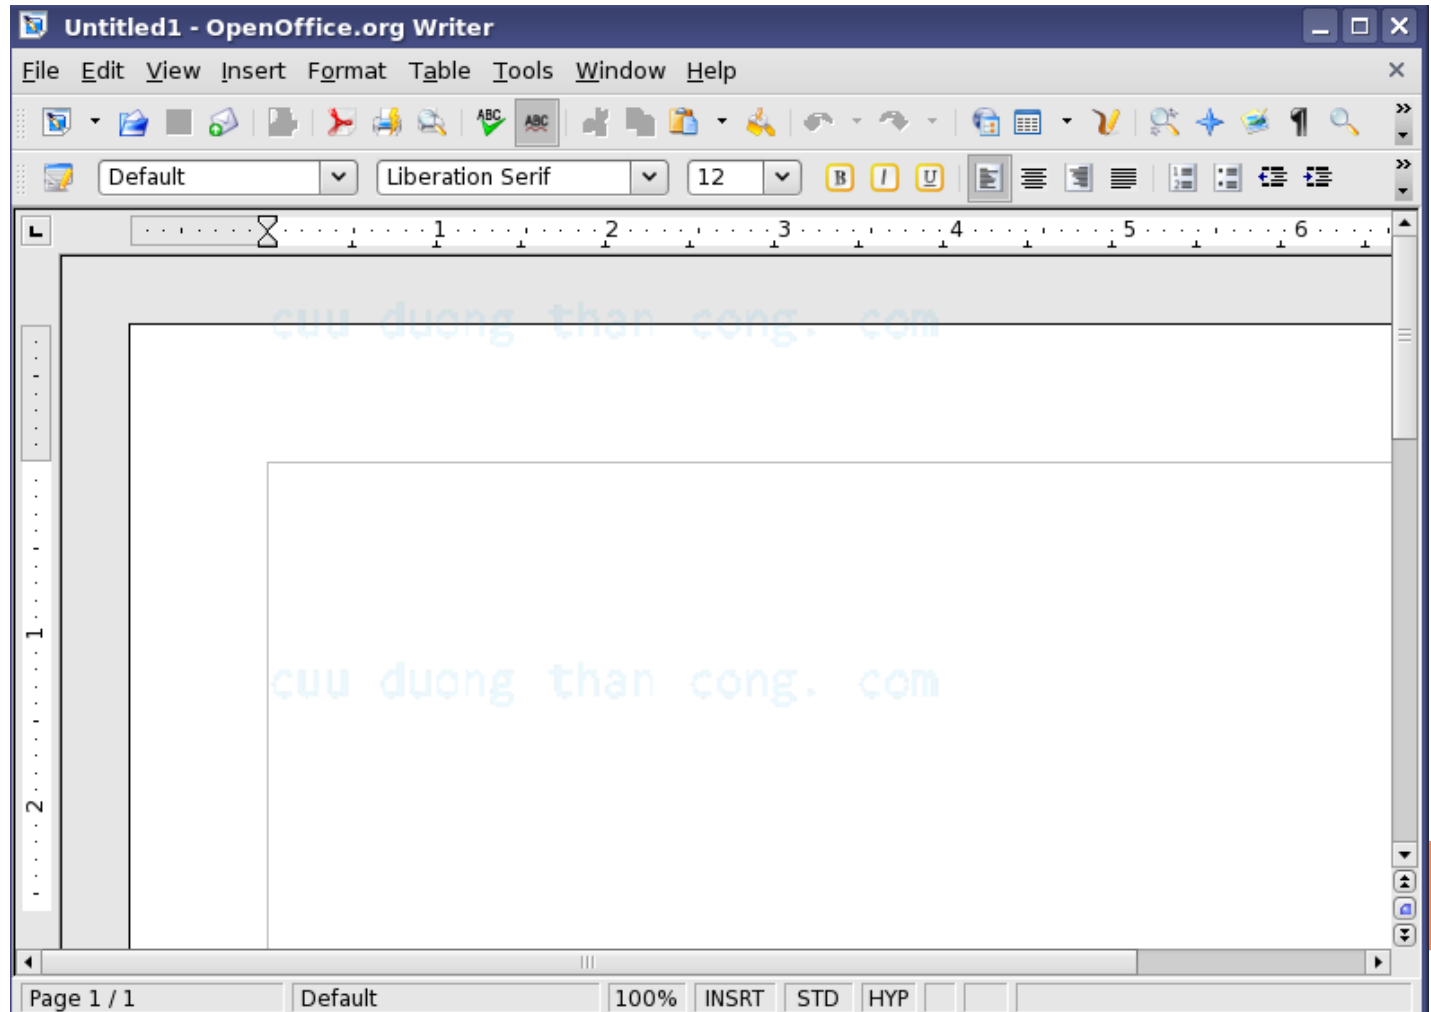 Untitled1 - OpenOffice.org Writer
File Edit View Insert Format Table Tools Window Help
ABC ABC
Default Liberation Serif 12 B I U
1 2 3 4 5 6
cuu duong than cong. com
1
cuu duong than cong. com
2
Page 1 / 1 Default 100% INSRT STD HYP